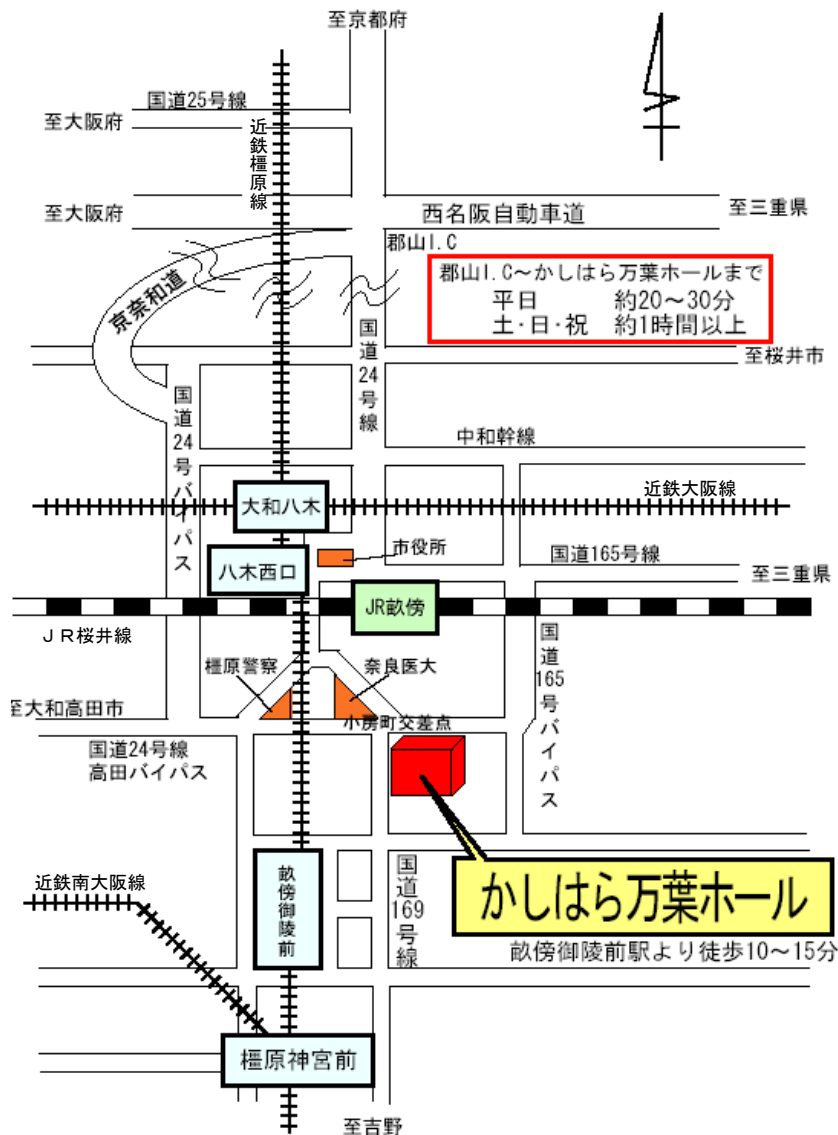 至京都府
国道25号線
至大阪府
近鉄橿原線
至大阪府
西名阪自動車道
至三重県
郡山I.C
京奈和道
郡山I.C～かしはら万葉ホールまで
平日　　　約20～30分
土・日・祝　約1時間以上
国道24号線
至桜井市
国道24号バイパス
中和幹線
近鉄大阪線
大和八木
市役所
国道165号線
八木西口
至三重県
JR畝傍
ＪＲ桜井線
国道165号バイパス
橿原警察
奈良医大
至大和高田市
小房町交差点
国道24号線
高田バイパス
畝傍御陵前
国道169号線
近鉄南大阪線
かしはら万葉ホール
畝傍御陵前駅より徒歩10～15分
橿原神宮前
至吉野